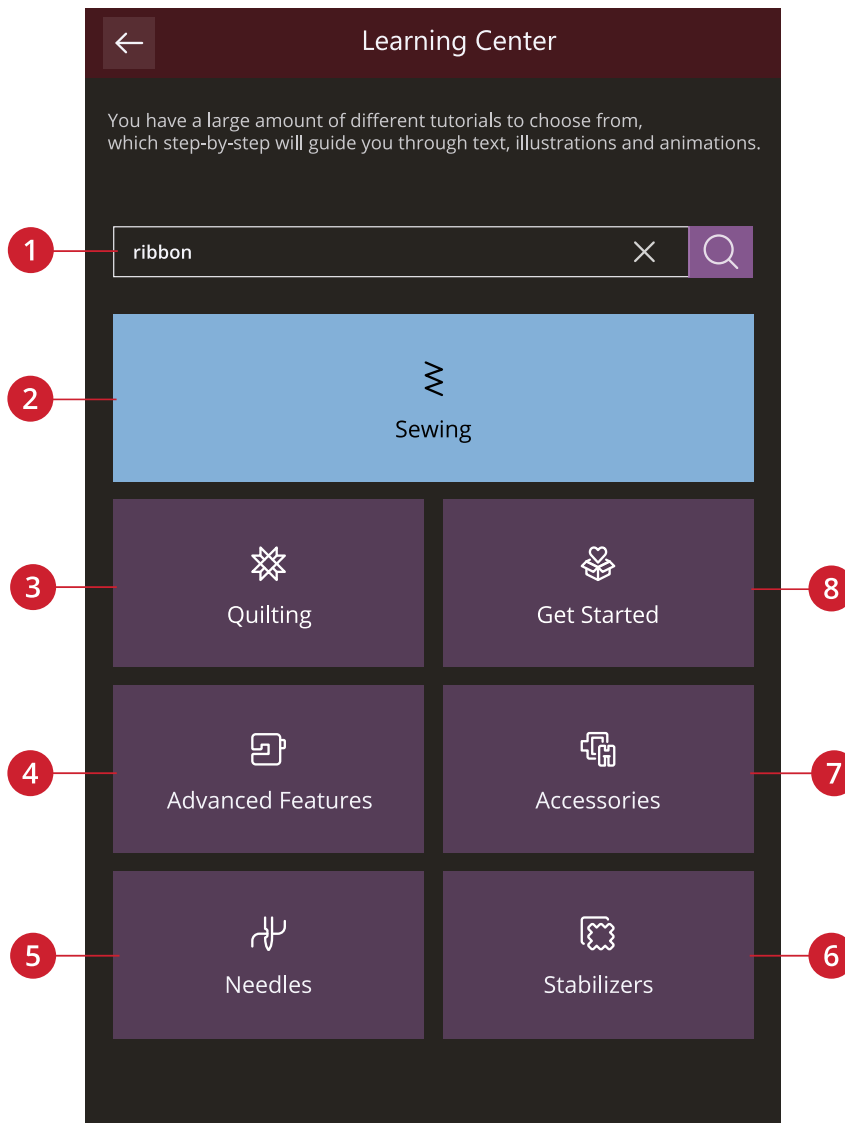 Learning Center
You have a large amount of different tutorials to choose from,
which step-by-step will guide you through text, illustrations and animations.
1
ribbon
2
Sewing
3
Quilting
Get Started
8
4
Advanced Features
Accessories
7
5
Needles
Stabilizers
6